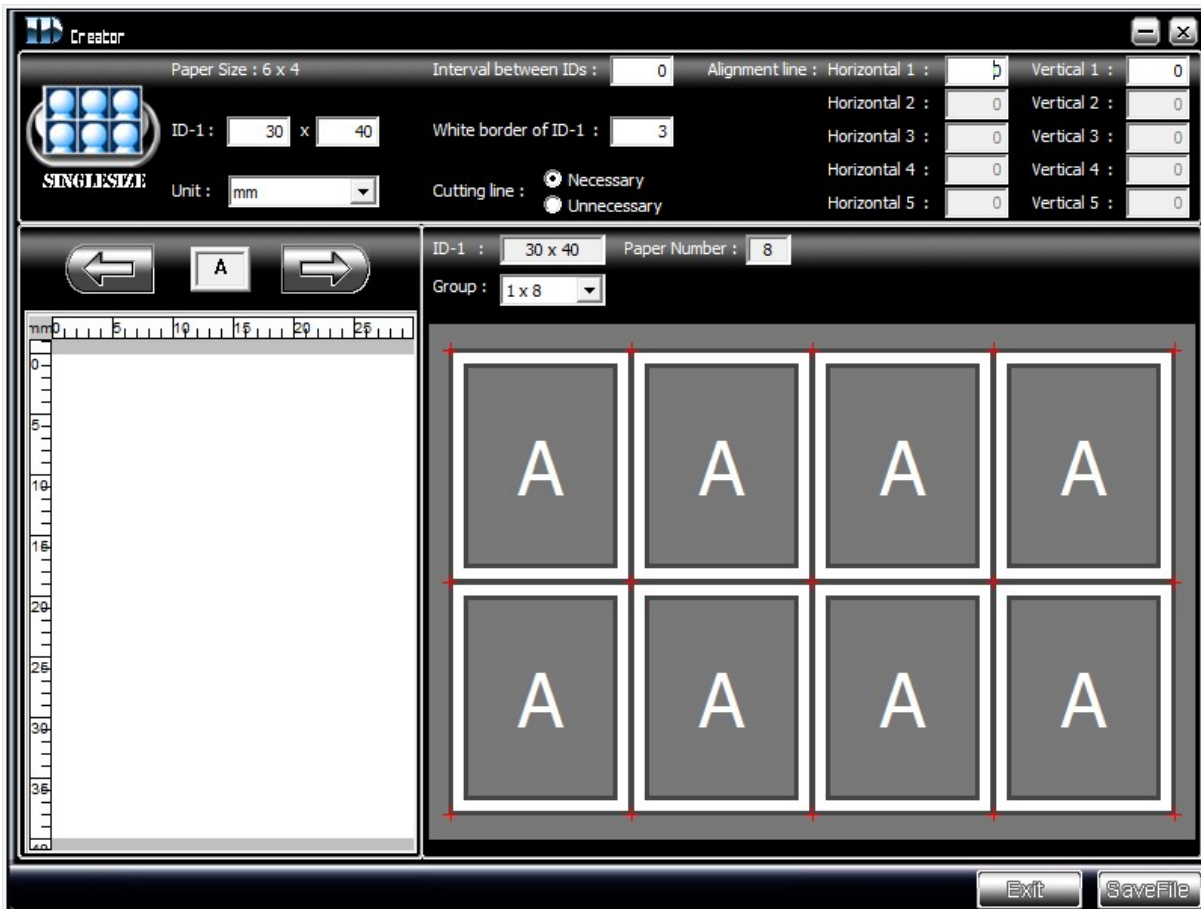 ID Creator
Paper Size : 6 x 4
Interval between IDs : 0
Alignment line : Horizontal 1 : 0 Vertical 1 : 0
Horizontal 2 : 0 Vertical 2 : 0
ID-1 : 30 x 40
White border of ID-1 : 3
Horizontal 3 : 0 Vertical 3 : 0
Horizontal 4 : 0 Vertical 4 : 0
SINGLESIZE
Unit : mm
Cutting line : Necessary
Unnecessary
Horizontal 5 : 0 Vertical 5 : 0
A
ID-1 : 30 x 40 Paper Number : 8
Group : 1 x 8
mm 0 5 10 15 20 25
0
5
10
15
20
25
30
35
40
A A A A
A A A A
Exit SaveFile